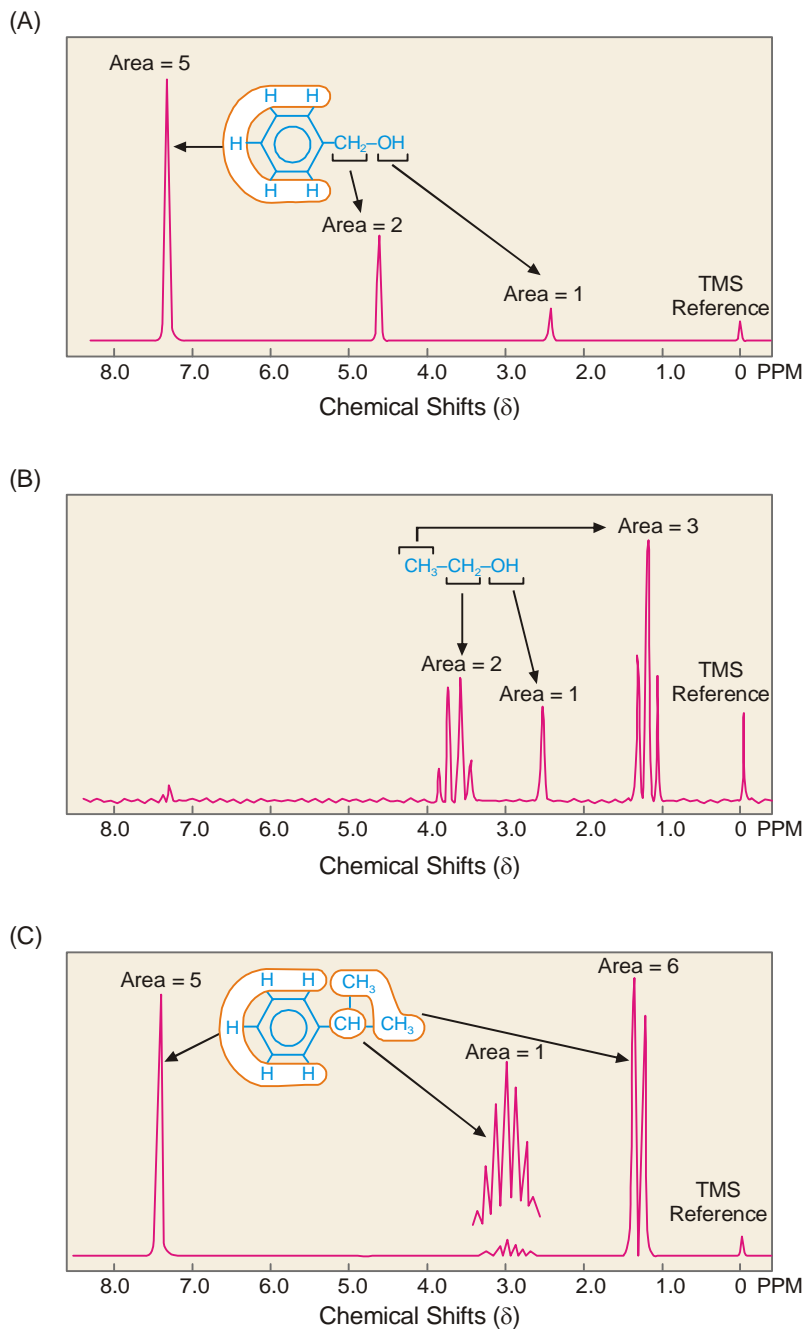 (A)
Area = 5
H H
H CH₂–OH
H H
Area = 2
Area = 1
TMS
Reference
8.0 7.0 6.0 5.0 4.0 3.0 2.0 1.0 0 PPM
Chemical Shifts (δ)
(B)
Area = 3
CH₃–CH₂–OH
Area = 2
Area = 1
TMS
Reference
8.0 7.0 6.0 5.0 4.0 3.0 2.0 1.0 0 PPM
Chemical Shifts (δ)
(C)
Area = 5
Area = 6
H H CH₃
H CH CH₃
H H
Area = 1
TMS
Reference
8.0 7.0 6.0 5.0 4.0 3.0 2.0 1.0 0 PPM
Chemical Shifts (δ)